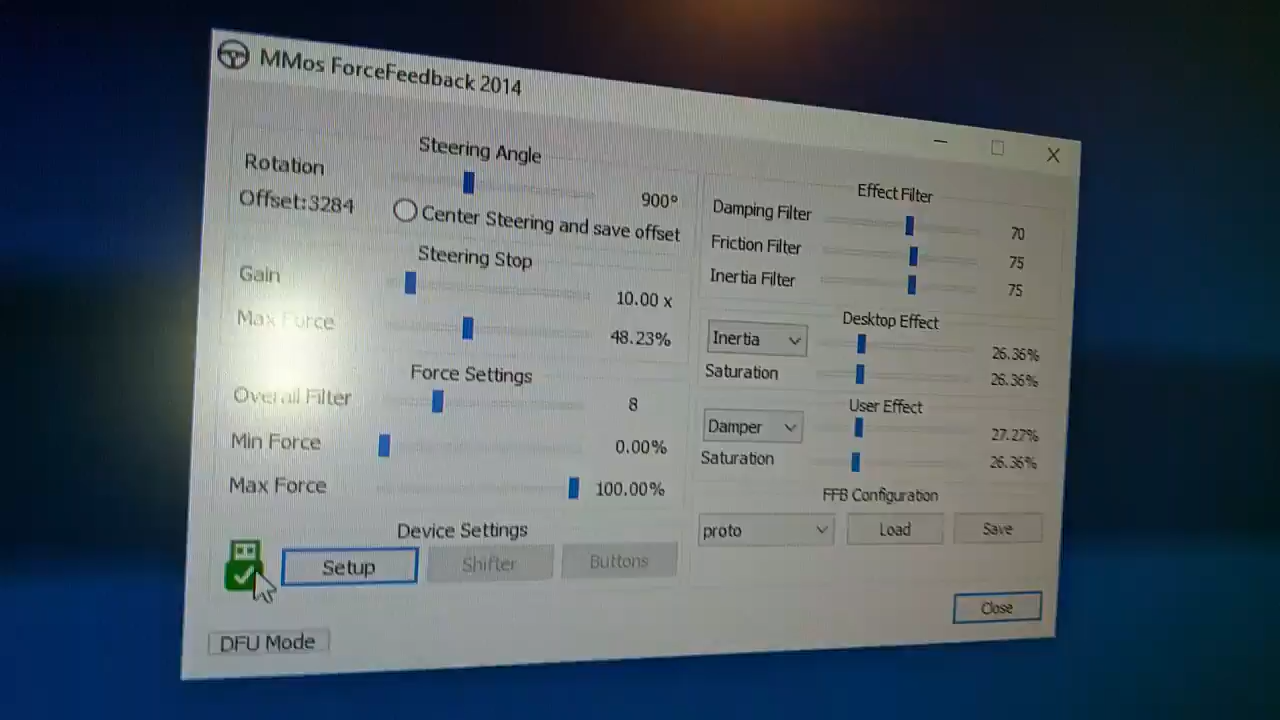 MMos ForceFeedback 2014
Steering Angle
Rotation
900°
Offset:3284
Center Steering and save offset
Steering Stop
Gain
10.00 x
Max Force
48.23%
Force Settings
Overall Filter
8
Min Force
0.00%
Max Force
100.00%
Device Settings
Setup
Shifter
Buttons
DFU Mode
Effect Filter
Damping Filter
70
Friction Filter
75
Inertia Filter
75
Desktop Effect
Inertia
26.36%
Saturation
26.36%
User Effect
Damper
27.27%
Saturation
26.36%
FFB Configuration
proto
Load
Save
Close